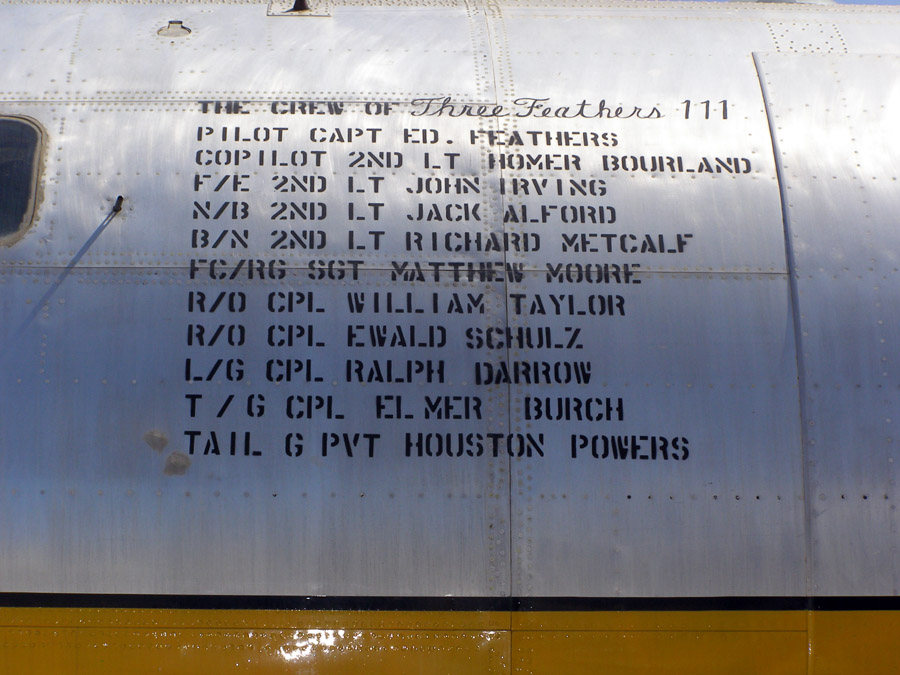 THE CREW OF Three Feathers 111
PILOT CAPT ED. FEATHERS
COPILOT 2ND LT HOMER BOURLAND
F/E 2ND LT JOHN IRVING
N/B 2ND LT JACK ALFORD
B/N 2ND LT RICHARD METCALF
FC/RG SGT MATTHEW MOORE
R/O CPL WILLIAM TAYLOR
R/O CPL EWALD SCHULZ
L/G CPL RALPH DARROW
T/G CPL ELMER BURCH
TAIL G PVT HOUSTON POWERS